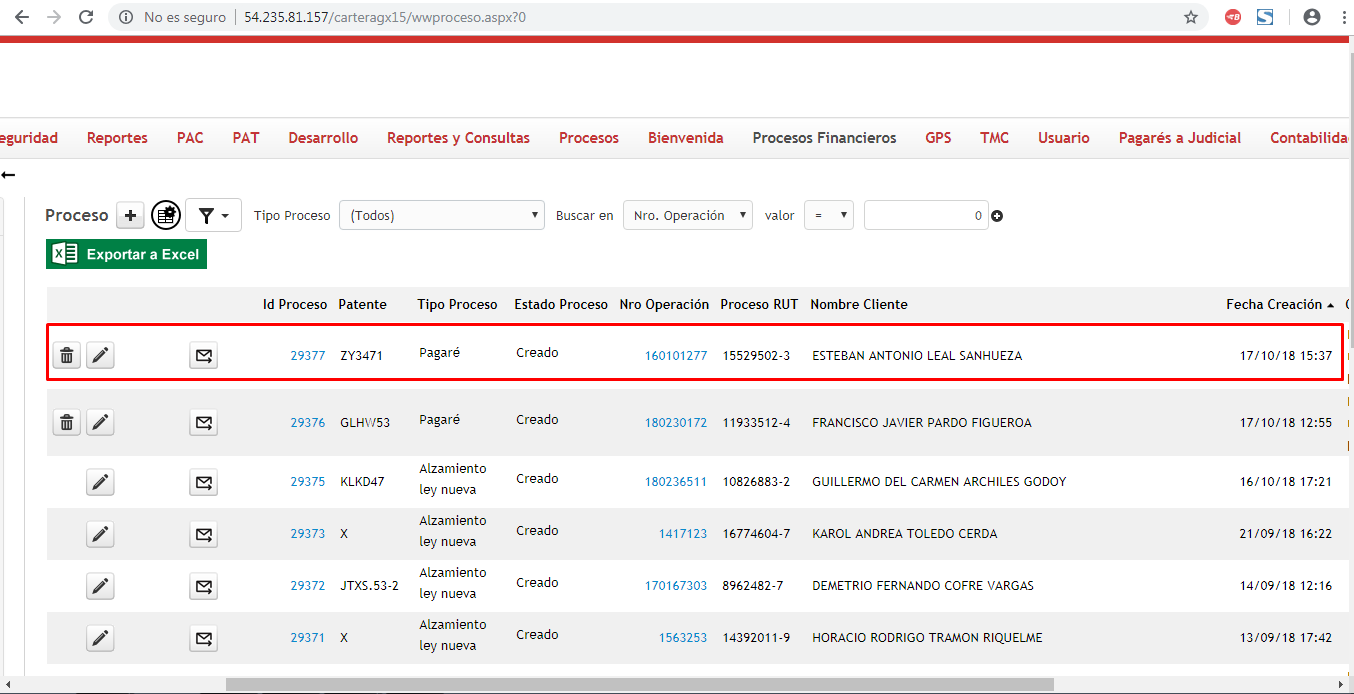 No es seguro | 54.235.81.157/carteragx15/wwproceso.aspx?0
eguridad Reportes PAC PAT Desarrollo Reportes y Consultas Procesos Bienvenida Procesos Financieros GPS TMC Usuario Pagarés a Judicial Contabilida
Proceso + Tipo Proceso (Todos) Buscar en Nro. Operación valor = 0
Exportar a Excel
Id Proceso Patente Tipo Proceso Estado Proceso Nro Operación Proceso RUT Nombre Cliente Fecha Creación
29377 ZY3471 Pagaré Creado 160101277 15529502-3 ESTEBAN ANTONIO LEAL SANHUEZA 17/10/18 15:37
29376 GLHW53 Pagaré Creado 180230172 11933512-4 FRANCISCO JAVIER PARDO FIGUEROA 17/10/18 12:55
29375 KLKD47 Alzamiento ley nueva Creado 180236511 10826883-2 GUILLERMO DEL CARMEN ARCHILES GODOY 16/10/18 17:21
29373 X Alzamiento ley nueva Creado 1417123 16774604-7 KAROL ANDREA TOLEDO CERDA 21/09/18 16:22
29372 JTXS.53-2 Alzamiento ley nueva Creado 170167303 8962482-7 DEMETRIO FERNANDO COFRE VARGAS 14/09/18 12:16
29371 X Alzamiento ley nueva Creado 1563253 14392011-9 HORACIO RODRIGO TRAMON RIQUELME 13/09/18 17:42